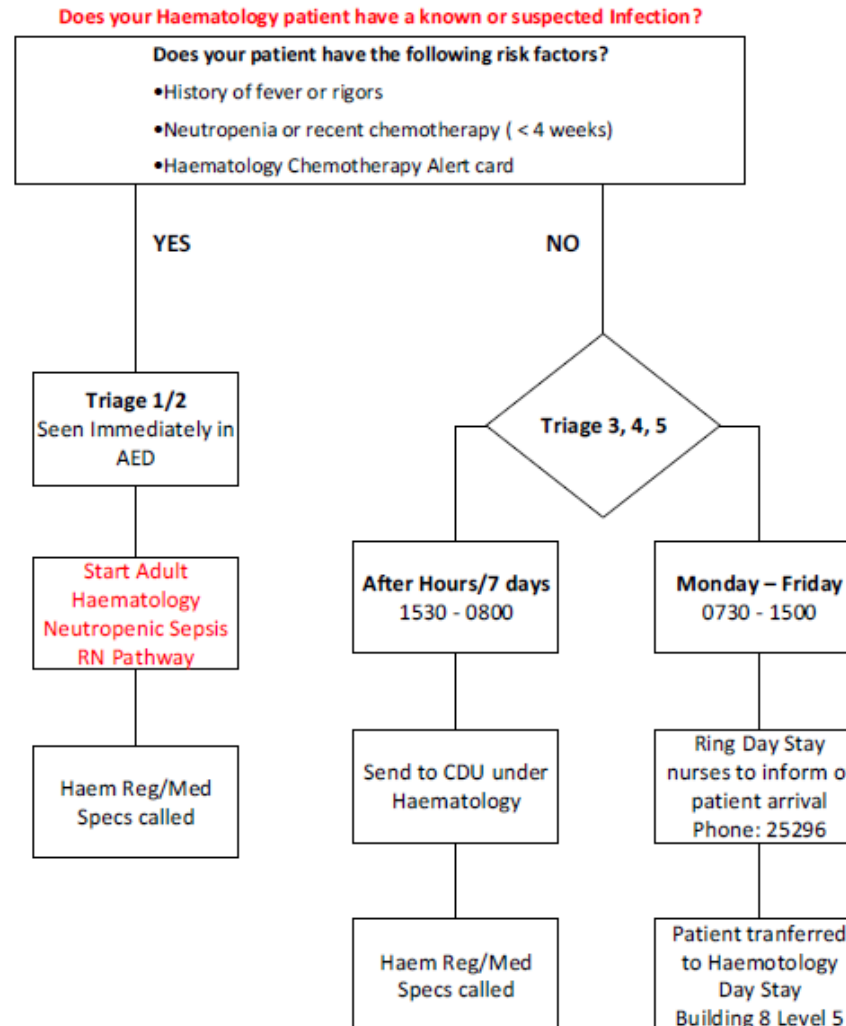 Does your Haematology patient have a known or suspected Infection?
Does your patient have the following risk factors?
•History of fever or rigors
•Neutropenia or recent chemotherapy ( < 4 weeks)
•Haematology Chemotherapy Alert card
YES
NO
Triage 1/2
Seen Immediately in
AED
Start Adult
Haematology
Neutropenic Sepsis
RN Pathway
Haem Reg/Med
Specs called
Triage 3, 4, 5
After Hours/7 days
1530 - 0800
Send to CDU under
Haematology
Haem Reg/Med
Specs called
Monday – Friday
0730 - 1500
Ring Day Stay
nurses to inform o
patient arrival
Phone: 25296
Patient tranferred
to Haemotology
Day Stay
Building 8 Level 5